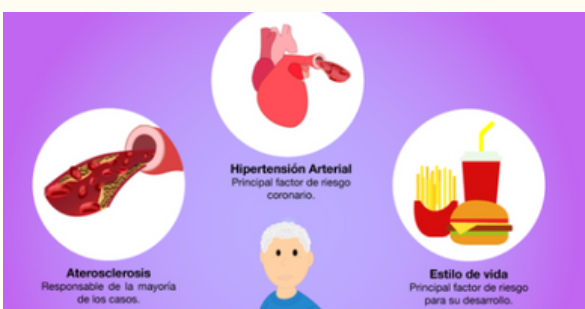 Hipertensión Arterial
Principal factor de riesgo
coronario.
Aterosclerosis
Responsable de la mayoría
de los casos.
Estilo de vida
Principal factor de riesgo
para su desarrollo.